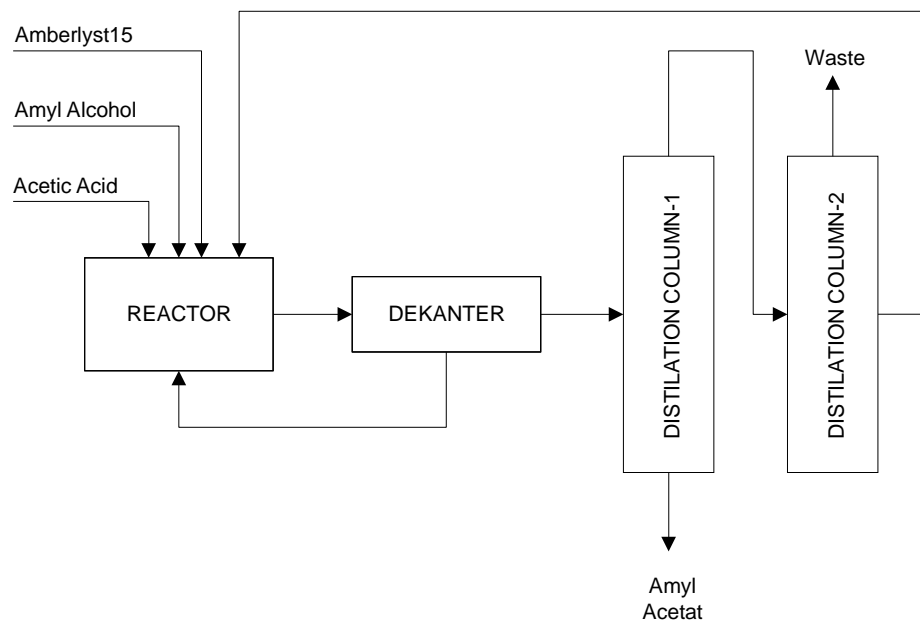 Amberlyst15
Amyl Alcohol
Acetic Acid
REACTOR
DEKANTER
DISTILATION COLUMN-1
Waste
DISTILATION COLUMN-2
Amyl
Acetat